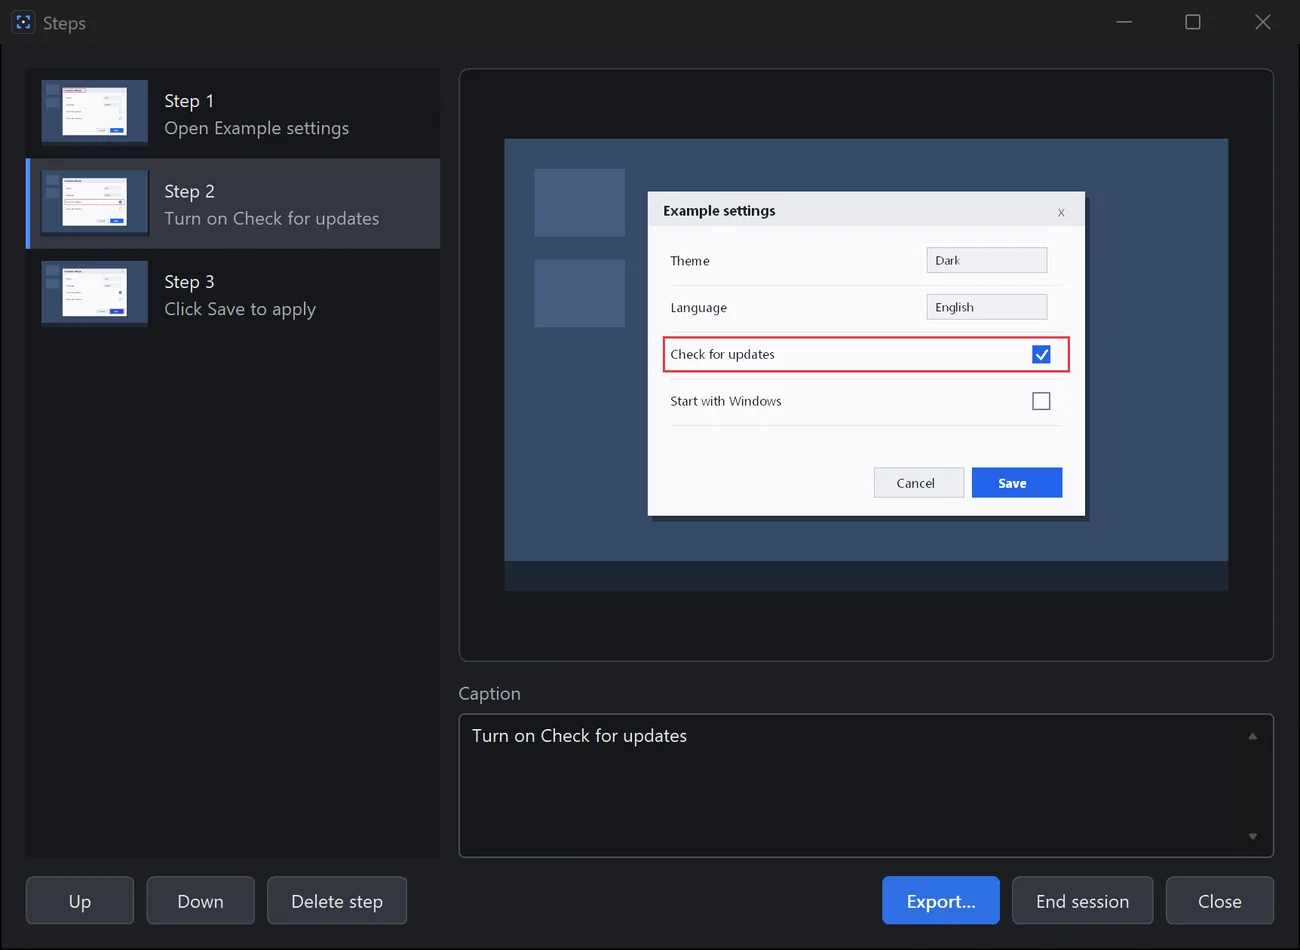 Steps
Step 1
Open Example settings
Step 2
Turn on Check for updates
Step 3
Click Save to apply
Example settings x
Theme Dark
Language English
Check for updates
Start with Windows
Cancel Save
Caption
Turn on Check for updates
Up Down Delete step Export... End session Close